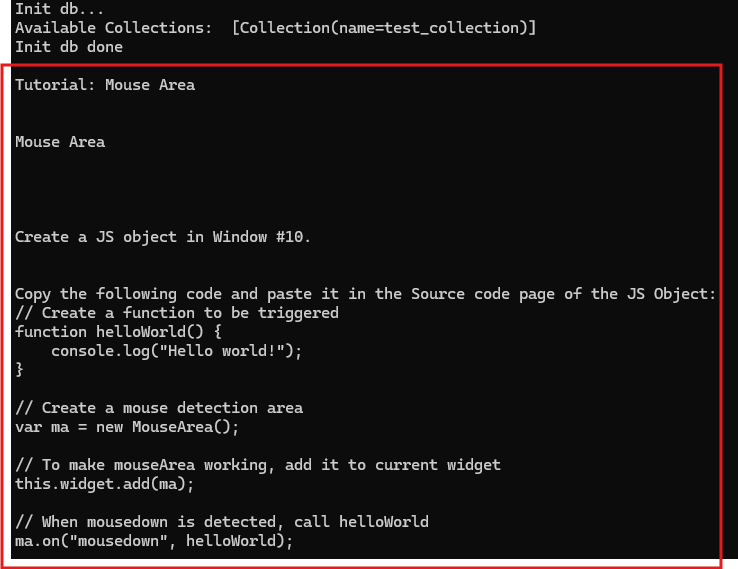 Init db...
Available Collections:  [Collection(name=test_collection)]
Init db done
Tutorial: Mouse Area
Mouse Area
Create a JS object in Window #10.
Copy the following code and paste it in the Source code page of the JS Object:
// Create a function to be triggered
function helloWorld() {
    console.log("Hello world!");
}
// Create a mouse detection area
var ma = new MouseArea();
// To make mouseArea working, add it to current widget
this.widget.add(ma);
// When mousedown is detected, call helloWorld
ma.on("mousedown", helloWorld);